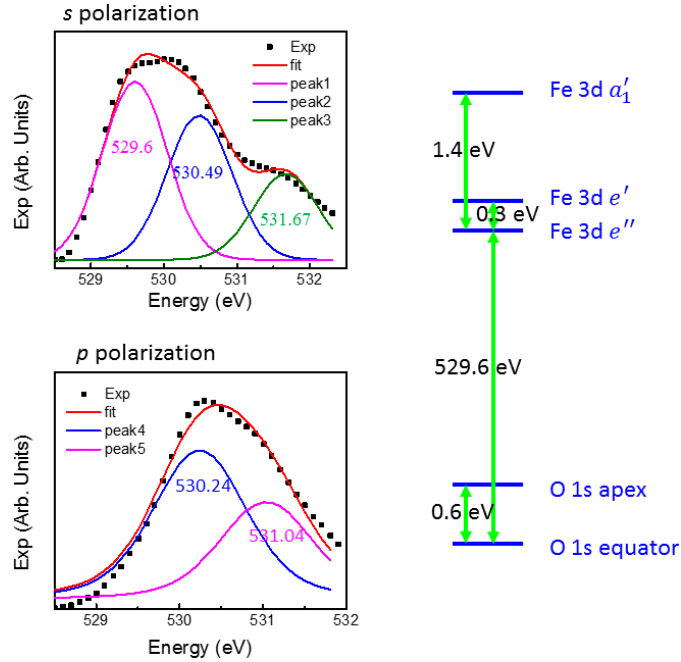 s polarization
Exp (Arb. Units)
Exp
fit
peak1
peak2
peak3
529.6
530.49
531.67
529 530 531 532
Energy (eV)
p polarization
Exp (Arb. Units)
Exp
fit
peak4
peak5
530.24
531.04
529 530 531 532
Energy (eV)
Fe 3d a₁′
1.4 eV
Fe 3d e′
0.3 eV
Fe 3d e′′
529.6 eV
O 1s apex
0.6 eV
O 1s equator